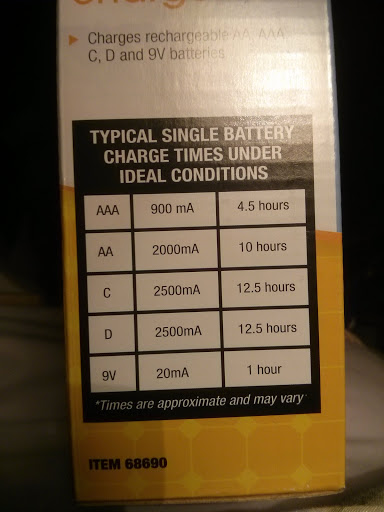 ▸ Charges rechargeable AA, AAA,
C, D and 9V batteries
TYPICAL SINGLE BATTERY
CHARGE TIMES UNDER
IDEAL CONDITIONS
AAA 900 mA 4.5 hours
AA 2000mA 10 hours
C 2500mA 12.5 hours
D 2500mA 12.5 hours
9V 20mA 1 hour
*Times are approximate and may vary
ITEM 68690